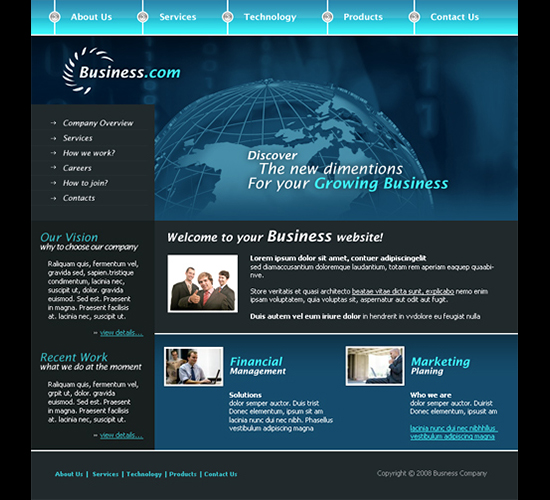 About Us
Services
Technology
Products
Contact Us
Business.com
Company Overview
Services
How we work?
Careers
How to join?
Contacts
Discover
The new dimentions
For your Growing Business
Our Vision
why to choose our company
Raliquam quis, fermentum vel,
gravida sed, sapien.tristique
condimentum, lacinia nec,
suscipit ut, dolor. gravida
euismod. Sed est. Praesent
in magna. Praesent facilisis
at. lacinia nec, suscipit ut.
›› view details...
Recent Work
what we do at the moment
Raliquam quis, fermentum vel,
grpit ut, dolor. gravida
euismod. Sed est. Praesent
in magna. Praesent facilisis
at. lacinia nec, suscipit ut.
›› view details...
Welcome to your Business website!
Lorem ipsum dolor sit amet, contuer adipiscingelit
sed diamaccusantium doloremque laudantium, totam rem aperiam eaquep quaabi-
nve.
Store veritatis et quasi architecto beatae vitae dicta sunt, explicabo nemo enim
ipsam voluptatem, quia voluptas sit, aspernatur aut odit aut fugit.
Duis autem vel eum iriure dolor in hendrerit in vvdolore eu feugiat nulla
Financial
Management
Solutions
dolor semper auctor. Duis trist
Donec elementum, ipsum sit am
lacinia nunc dui nec nibh. Phasellus
vestibulum adipiscing magna
Marketing
Planing
Who we are
dolor semper auctor. Duirist
Donec elementum, ipsusit am
lacinia nunc dui nec nibhhllus
vestibulum adipiscing magna
About Us | Services | Technology | Products | Contact Us
Copyright © 2008 Business Company